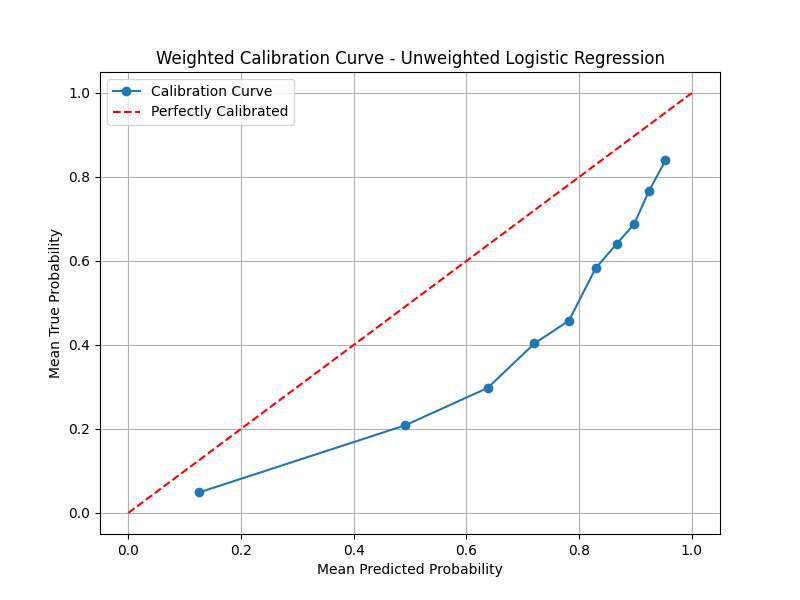 Weighted Calibration Curve - Unweighted Logistic Regression
Calibration Curve
Perfectly Calibrated
1.0
0.8
0.6
0.4
0.2
0.0
Mean True Probability
0.0 0.2 0.4 0.6 0.8 1.0
Mean Predicted Probability